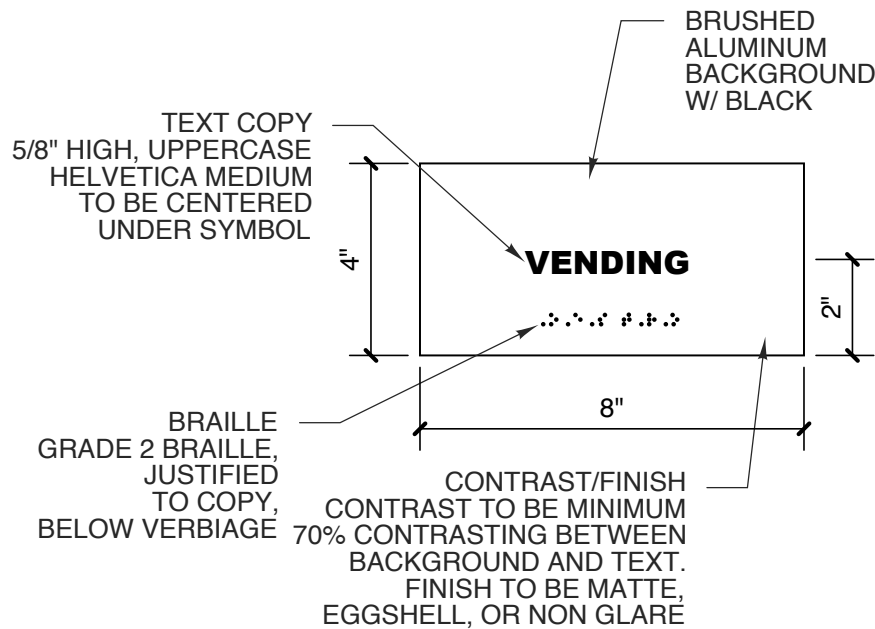 BRUSHED
ALUMINUM
BACKGROUND
W/ BLACK
TEXT COPY
5/8" HIGH, UPPERCASE
HELVETICA MEDIUM
TO BE CENTERED
UNDER SYMBOL
4"
VENDING
2"
8"
BRAILLE
GRADE 2 BRAILLE,
JUSTIFIED
TO COPY,
BELOW VERBIAGE
CONTRAST/FINISH
CONTRAST TO BE MINIMUM
70% CONTRASTING BETWEEN
BACKGROUND AND TEXT.
FINISH TO BE MATTE,
EGGSHELL, OR NON GLARE